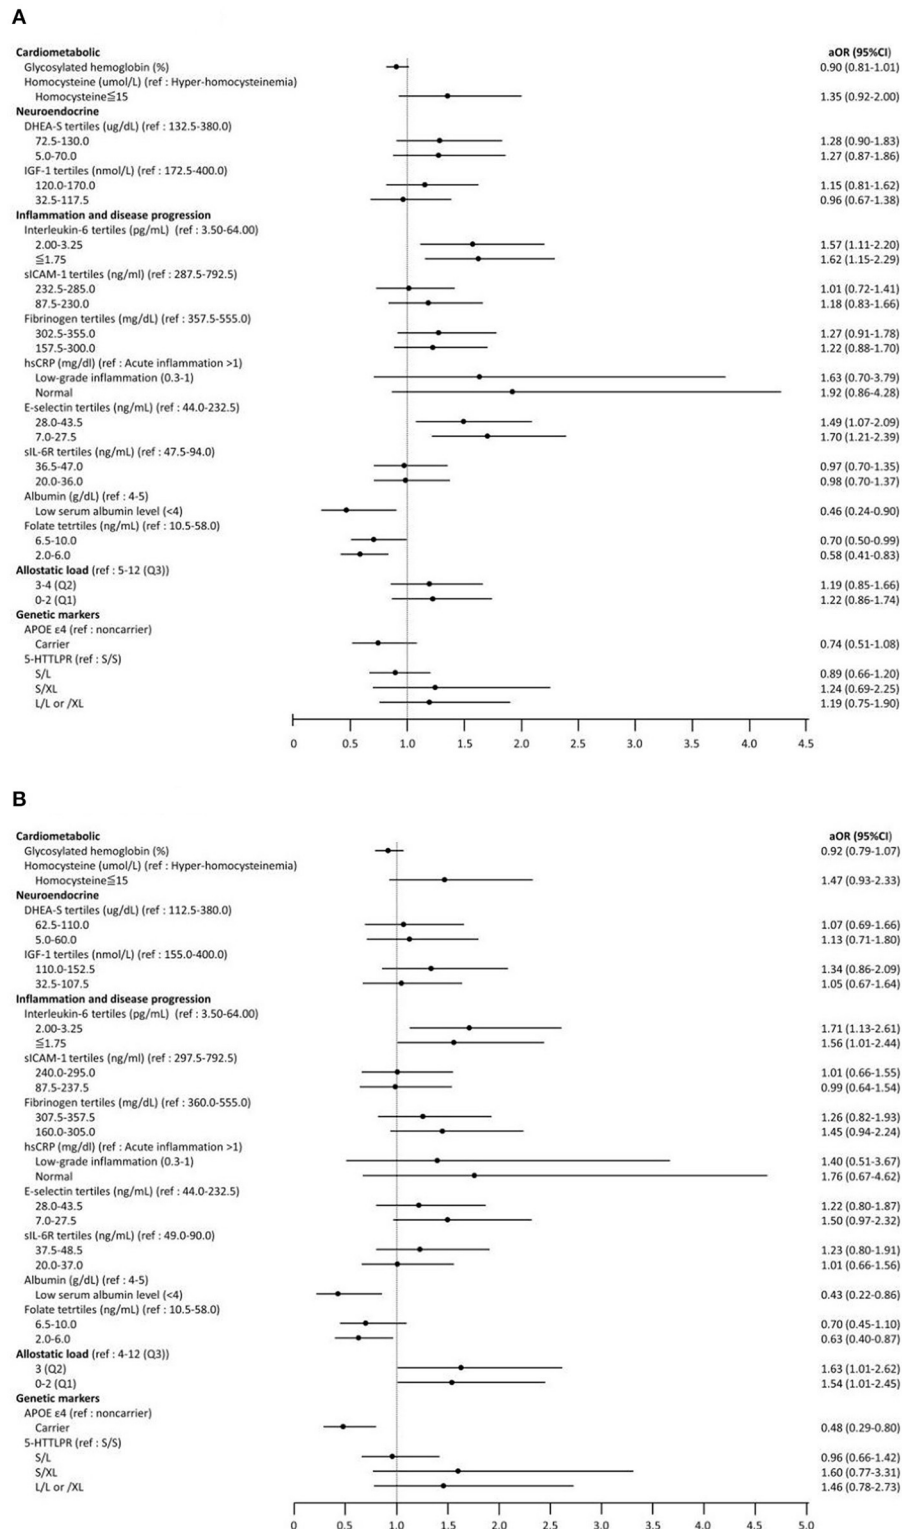 A
Cardiometabolic aOR (95%CI)
Glycosylated hemoglobin (%) 0.90 (0.81-1.01)
Homocysteine (umol/L) (ref : Hyper-homocysteinemia)
Homocysteine≦15 1.35 (0.92-2.00)
Neuroendocrine
DHEA-S tertiles (ug/dL) (ref : 132.5-380.0)
72.5-130.0 1.28 (0.90-1.83)
5.0-70.0 1.27 (0.87-1.86)
IGF-1 tertiles (nmol/L) (ref : 172.5-400.0)
120.0-170.0 1.15 (0.81-1.62)
32.5-117.5 0.96 (0.67-1.38)
Inflammation and disease progression
Interleukin-6 tertiles (pg/mL) (ref : 3.50-64.00)
2.00-3.25 1.57 (1.11-2.20)
≦1.75 1.62 (1.15-2.29)
sICAM-1 tertiles (ng/ml) (ref : 287.5-792.5)
232.5-285.0 1.01 (0.72-1.41)
87.5-230.0 1.18 (0.83-1.66)
Fibrinogen tertiles (mg/dL) (ref : 357.5-555.0)
302.5-355.0 1.27 (0.91-1.78)
157.5-300.0 1.22 (0.88-1.70)
hsCRP (mg/dl) (ref : Acute inflammation >1)
Low-grade inflammation (0.3-1) 1.63 (0.70-3.79)
Normal 1.92 (0.86-4.28)
E-selectin tertiles (ng/mL) (ref : 44.0-232.5)
28.0-43.5 1.49 (1.07-2.09)
7.0-27.5 1.70 (1.21-2.39)
sIL-6R tertiles (ng/mL) (ref : 47.5-94.0)
36.5-47.0 0.97 (0.70-1.35)
20.0-36.0 0.98 (0.70-1.37)
Albumin (g/dL) (ref : 4-5)
Low serum albumin level (<4) 0.46 (0.24-0.90)
Folate tetrtiles (ng/mL) (ref : 10.5-58.0)
6.5-10.0 0.70 (0.50-0.99)
2.0-6.0 0.58 (0.41-0.83)
Allostatic load (ref : 5-12 (Q3))
3-4 (Q2) 1.19 (0.85-1.66)
0-2 (Q1) 1.22 (0.86-1.74)
Genetic markers
APOE ε4 (ref : noncarrier)
Carrier 0.74 (0.51-1.08)
5-HTTLPR (ref : S/S)
S/L 0.89 (0.66-1.20)
S/XL 1.24 (0.69-2.25)
L/L or /XL 1.19 (0.75-1.90)
0 0.5 1.0 1.5 2.0 2.5 3.0 3.5 4.0 4.5
B
Cardiometabolic aOR (95%CI)
Glycosylated hemoglobin (%) 0.92 (0.79-1.07)
Homocysteine (umol/L) (ref : Hyper-homocysteinemia)
Homocysteine≦15 1.47 (0.93-2.33)
Neuroendocrine
DHEA-S tertiles (ug/dL) (ref : 112.5-380.0)
62.5-110.0 1.07 (0.69-1.66)
5.0-60.0 1.13 (0.71-1.80)
IGF-1 tertiles (nmol/L) (ref : 155.0-400.0)
110.0-152.5 1.34 (0.86-2.09)
32.5-107.5 1.05 (0.67-1.64)
Inflammation and disease progression
Interleukin-6 tertiles (pg/mL) (ref : 3.50-64.00)
2.00-3.25 1.71 (1.13-2.61)
≦1.75 1.56 (1.01-2.44)
sICAM-1 tertiles (ng/ml) (ref : 297.5-792.5)
240.0-295.0 1.01 (0.66-1.55)
87.5-237.5 0.99 (0.64-1.54)
Fibrinogen tertiles (mg/dL) (ref : 360.0-555.0)
307.5-357.5 1.26 (0.82-1.93)
160.0-305.0 1.45 (0.94-2.24)
hsCRP (mg/dl) (ref : Acute inflammation >1)
Low-grade inflammation (0.3-1) 1.40 (0.51-3.67)
Normal 1.76 (0.67-4.62)
E-selectin tertiles (ng/mL) (ref : 44.0-232.5)
28.0-43.5 1.22 (0.80-1.87)
7.0-27.5 1.50 (0.97-2.32)
sIL-6R tertiles (ng/mL) (ref : 49.0-90.0)
37.5-48.5 1.23 (0.80-1.91)
20.0-37.0 1.01 (0.66-1.56)
Albumin (g/dL) (ref : 4-5)
Low serum albumin level (<4) 0.43 (0.22-0.86)
Folate tetrtiles (ng/mL) (ref : 10.5-58.0)
6.5-10.0 0.70 (0.45-1.10)
2.0-6.0 0.63 (0.40-0.87)
Allostatic load (ref : 4-12 (Q3))
3 (Q2) 1.63 (1.01-2.62)
0-2 (Q1) 1.54 (1.01-2.45)
Genetic markers
APOE ε4 (ref : noncarrier)
Carrier 0.48 (0.29-0.80)
5-HTTLPR (ref : S/S)
S/L 0.96 (0.66-1.42)
S/XL 1.60 (0.77-3.31)
L/L or /XL 1.46 (0.78-2.73)
0 0.5 1.0 1.5 2.0 2.5 3.0 3.5 4.0 4.5 5.0